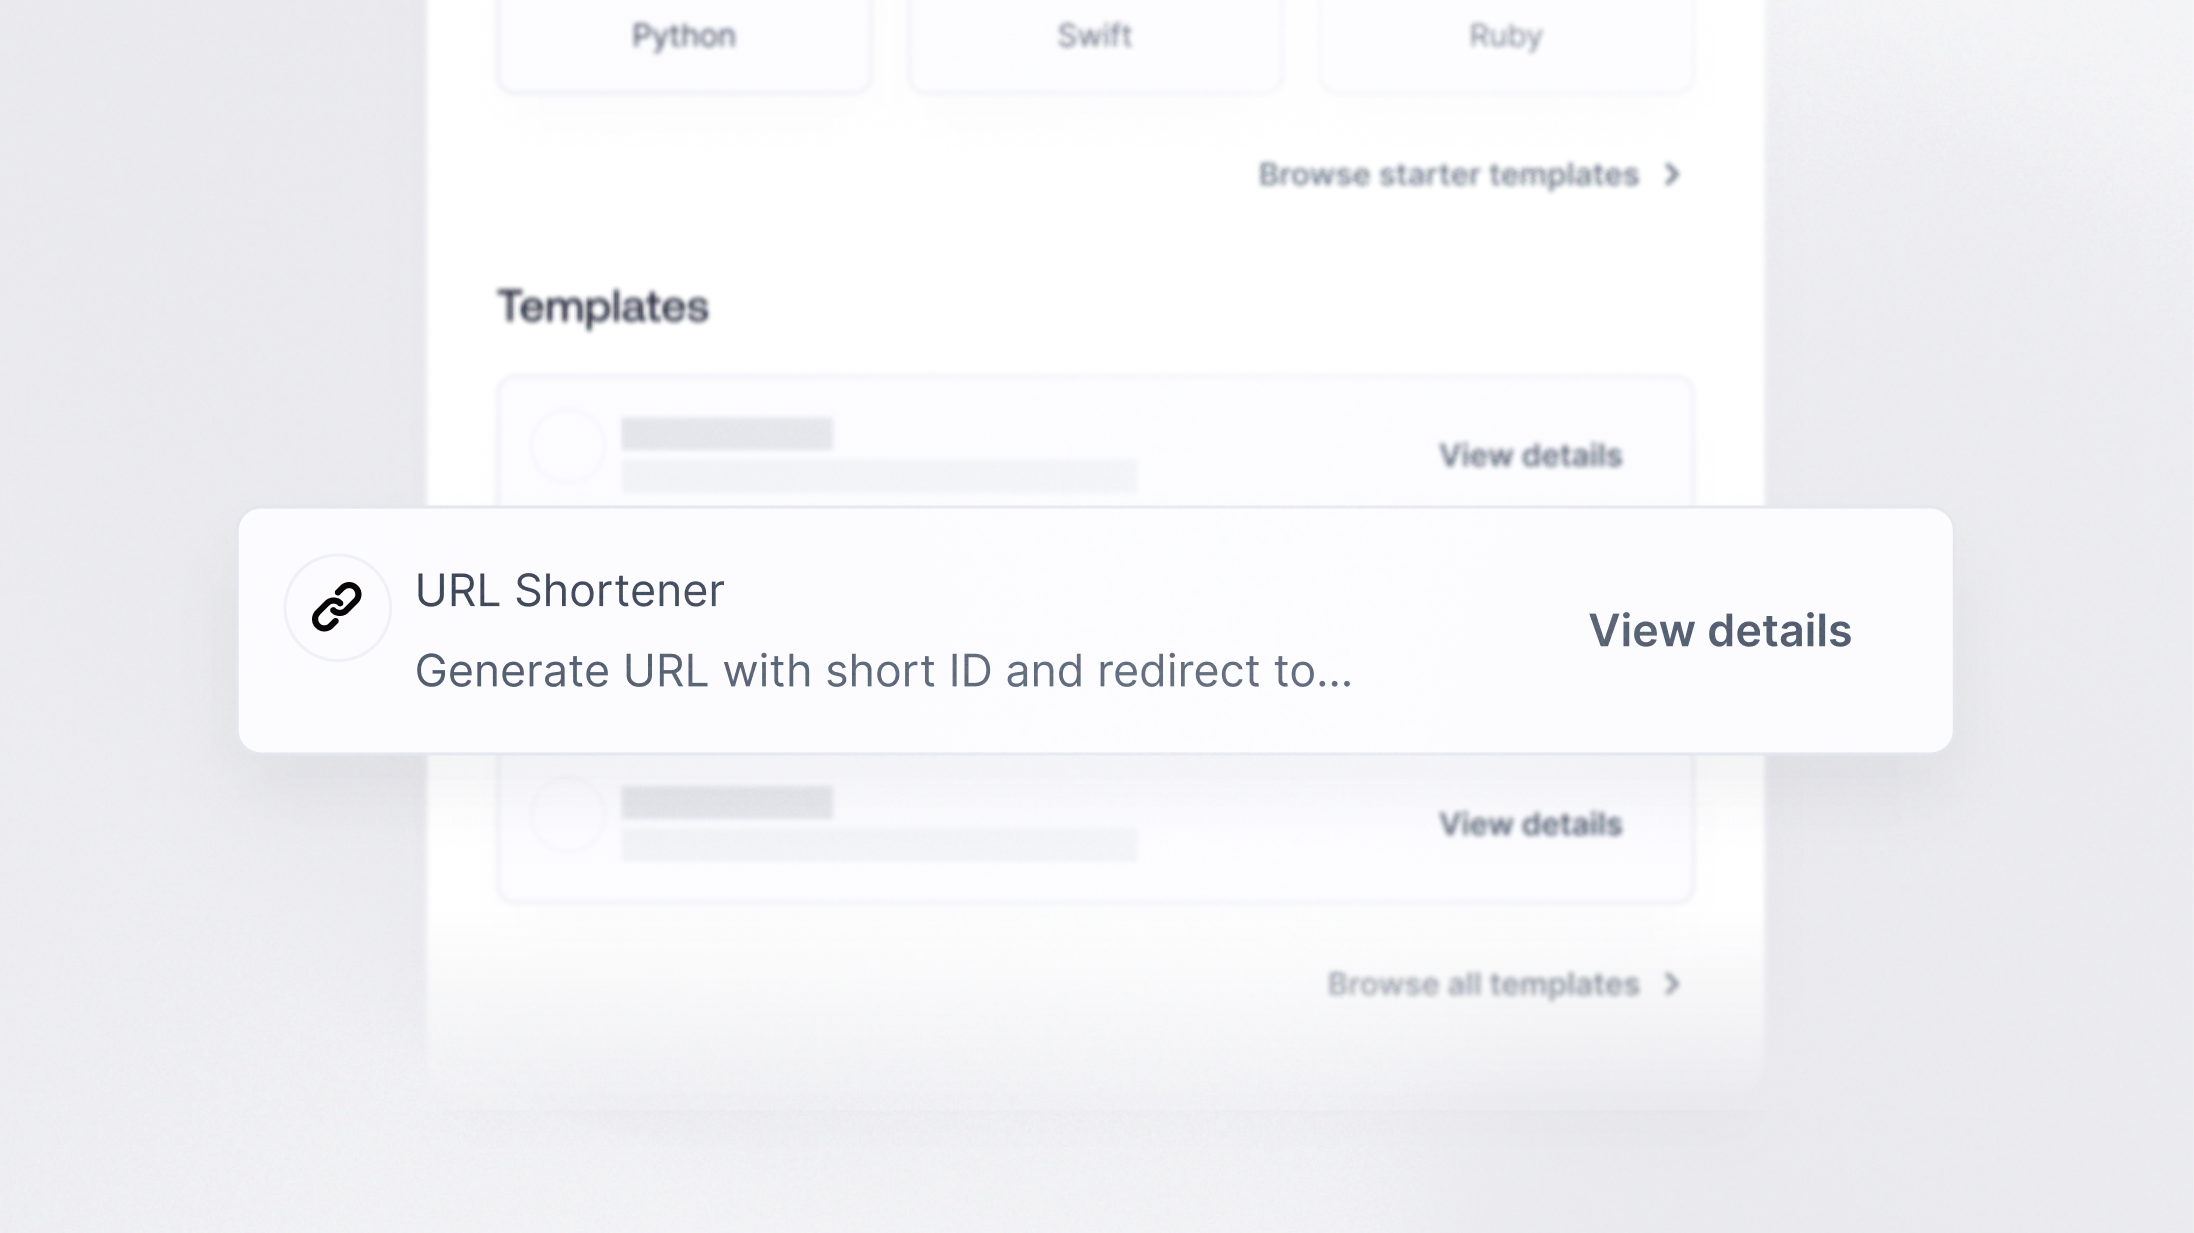 Python
Swift
Ruby
Browse starter templates
Templates
View details
URL Shortener
Generate URL with short ID and redirect to...
View details
View details
Browse all templates